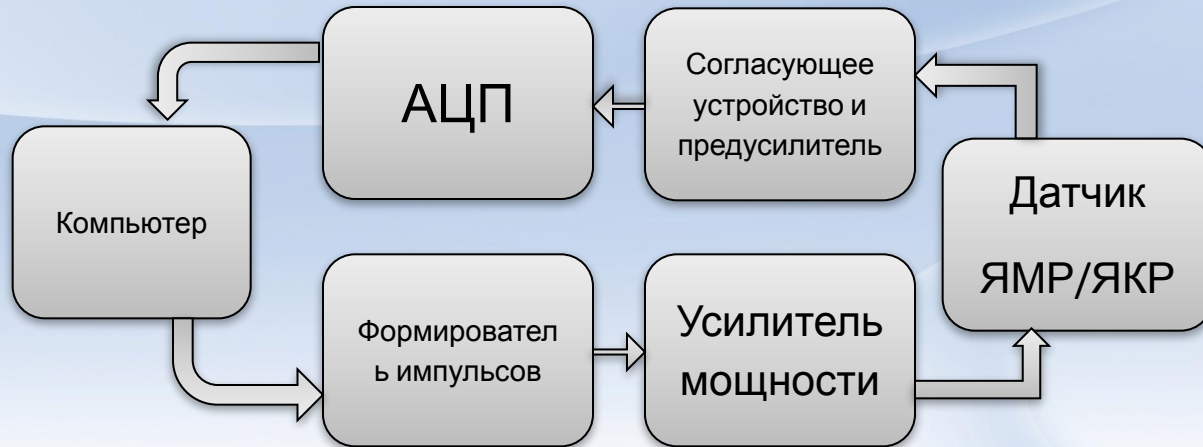 АЦП
Согласующее
устройство и
предусилитель
Компьютер
Датчик
ЯМР/ЯКР
Формировател
ь импульсов
Усилитель
мощности